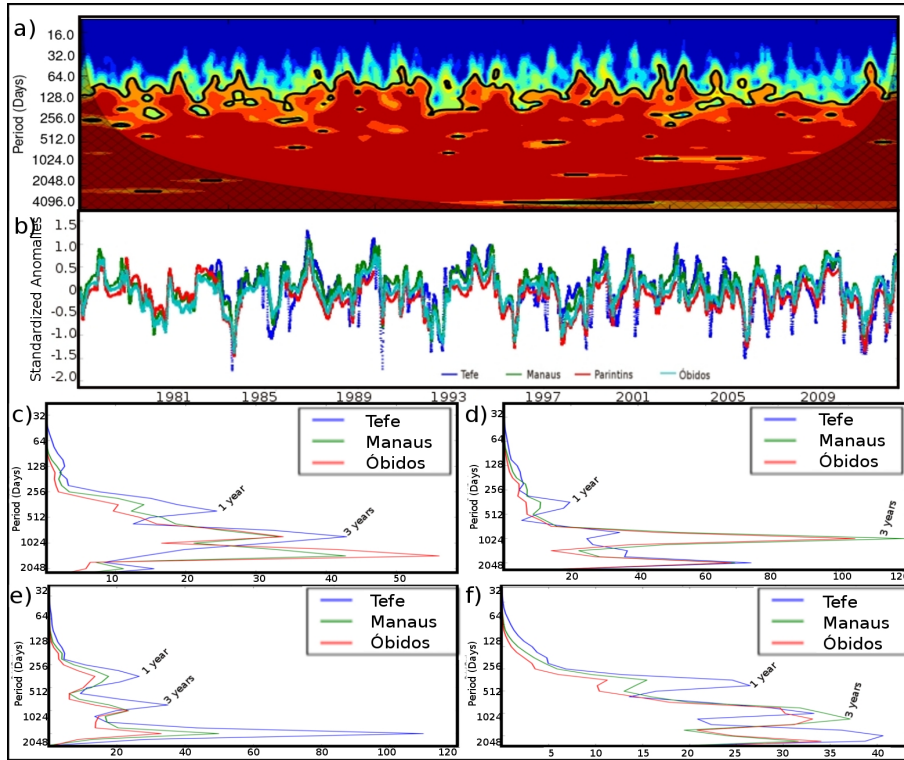 a)
Period (Days)
16.0
32.0
64.0
128.0
256.0
512.0
1024.0
2048.0
4096.0
b)
Standardized Anomalies
1.5
1.0
0.5
0
-0.5
-1.0
-1.5
-2.0
Tefe Manaus Parintins Óbidos
1981 1985 1989 1993 1997 2001 2005 2009
c)
Period (Days)
32
64
128
256
512
1024
2048
Tefe
Manaus
Óbidos
1 year
3 years
10 20 30 40 50
d)
Period (Days)
32
64
128
256
512
1024
2048
Tefe
Manaus
Óbidos
1 year
3 years
20 40 60 80 100 120
e)
Period (Days)
32
64
128
256
512
1024
2048
Tefe
Manaus
Óbidos
1 year
3 years
20 40 60 80 100 120
f)
Period (Days)
32
64
128
256
512
1024
2048
Tefe
Manaus
Óbidos
1 year
3 years
5 10 15 20 25 30 35 40